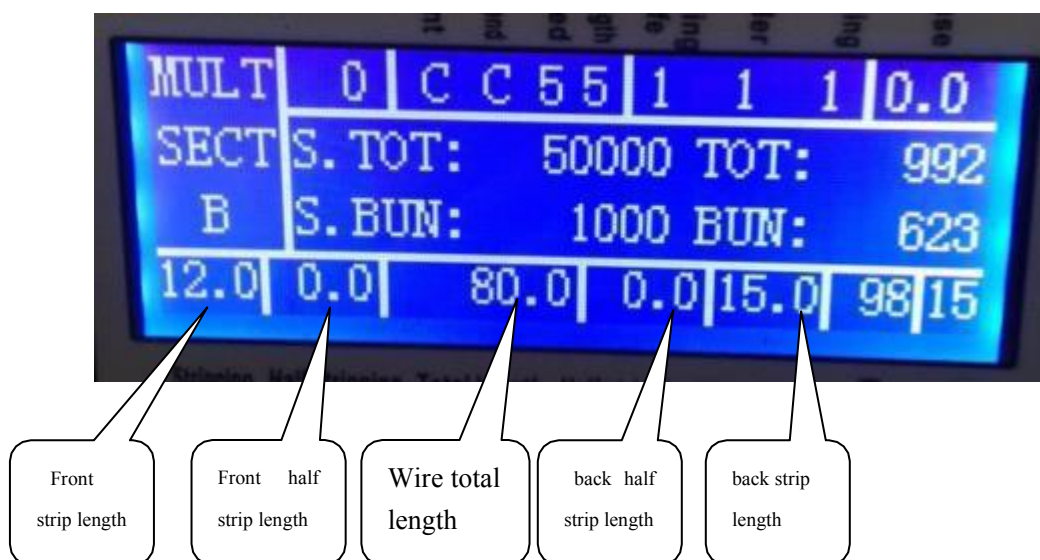 MULT 0 C C 5 5 1 1 1 0.0
SECT S.TOT: 50000 TOT: 992
B S.BUN: 1000 BUN: 623
12.0 0.0 80.0 0.0 15.0 98 15
Front
strip length
Front half
strip length
Wire total
length
back half
strip length
back strip
length